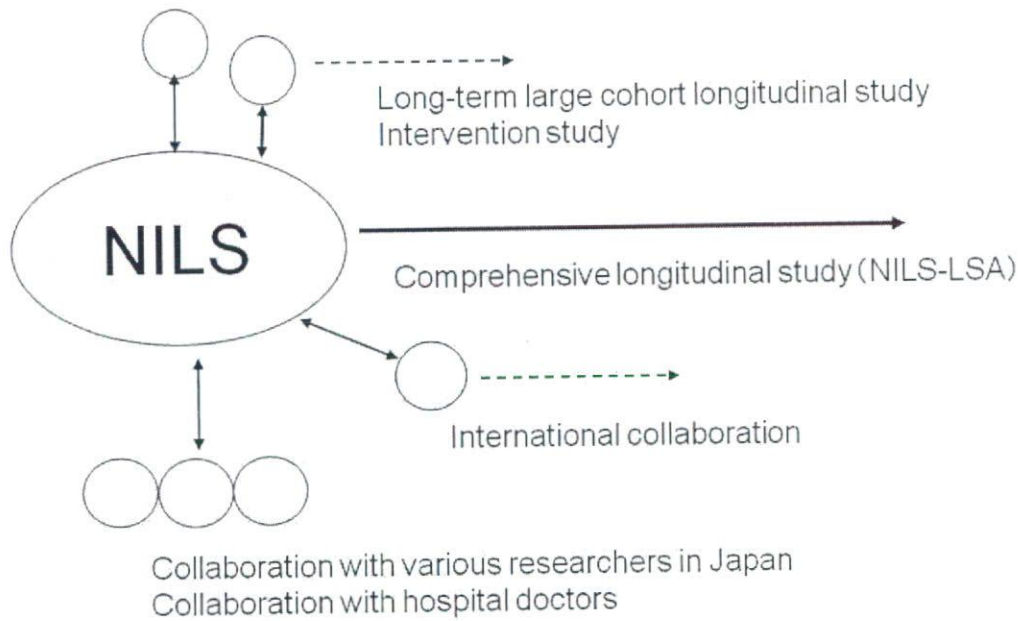 Long-term large cohort longitudinal study
Intervention study
NILS
Comprehensive longitudinal study(NILS-LSA)
International collaboration
Collaboration with various researchers in Japan
Collaboration with hospital doctors